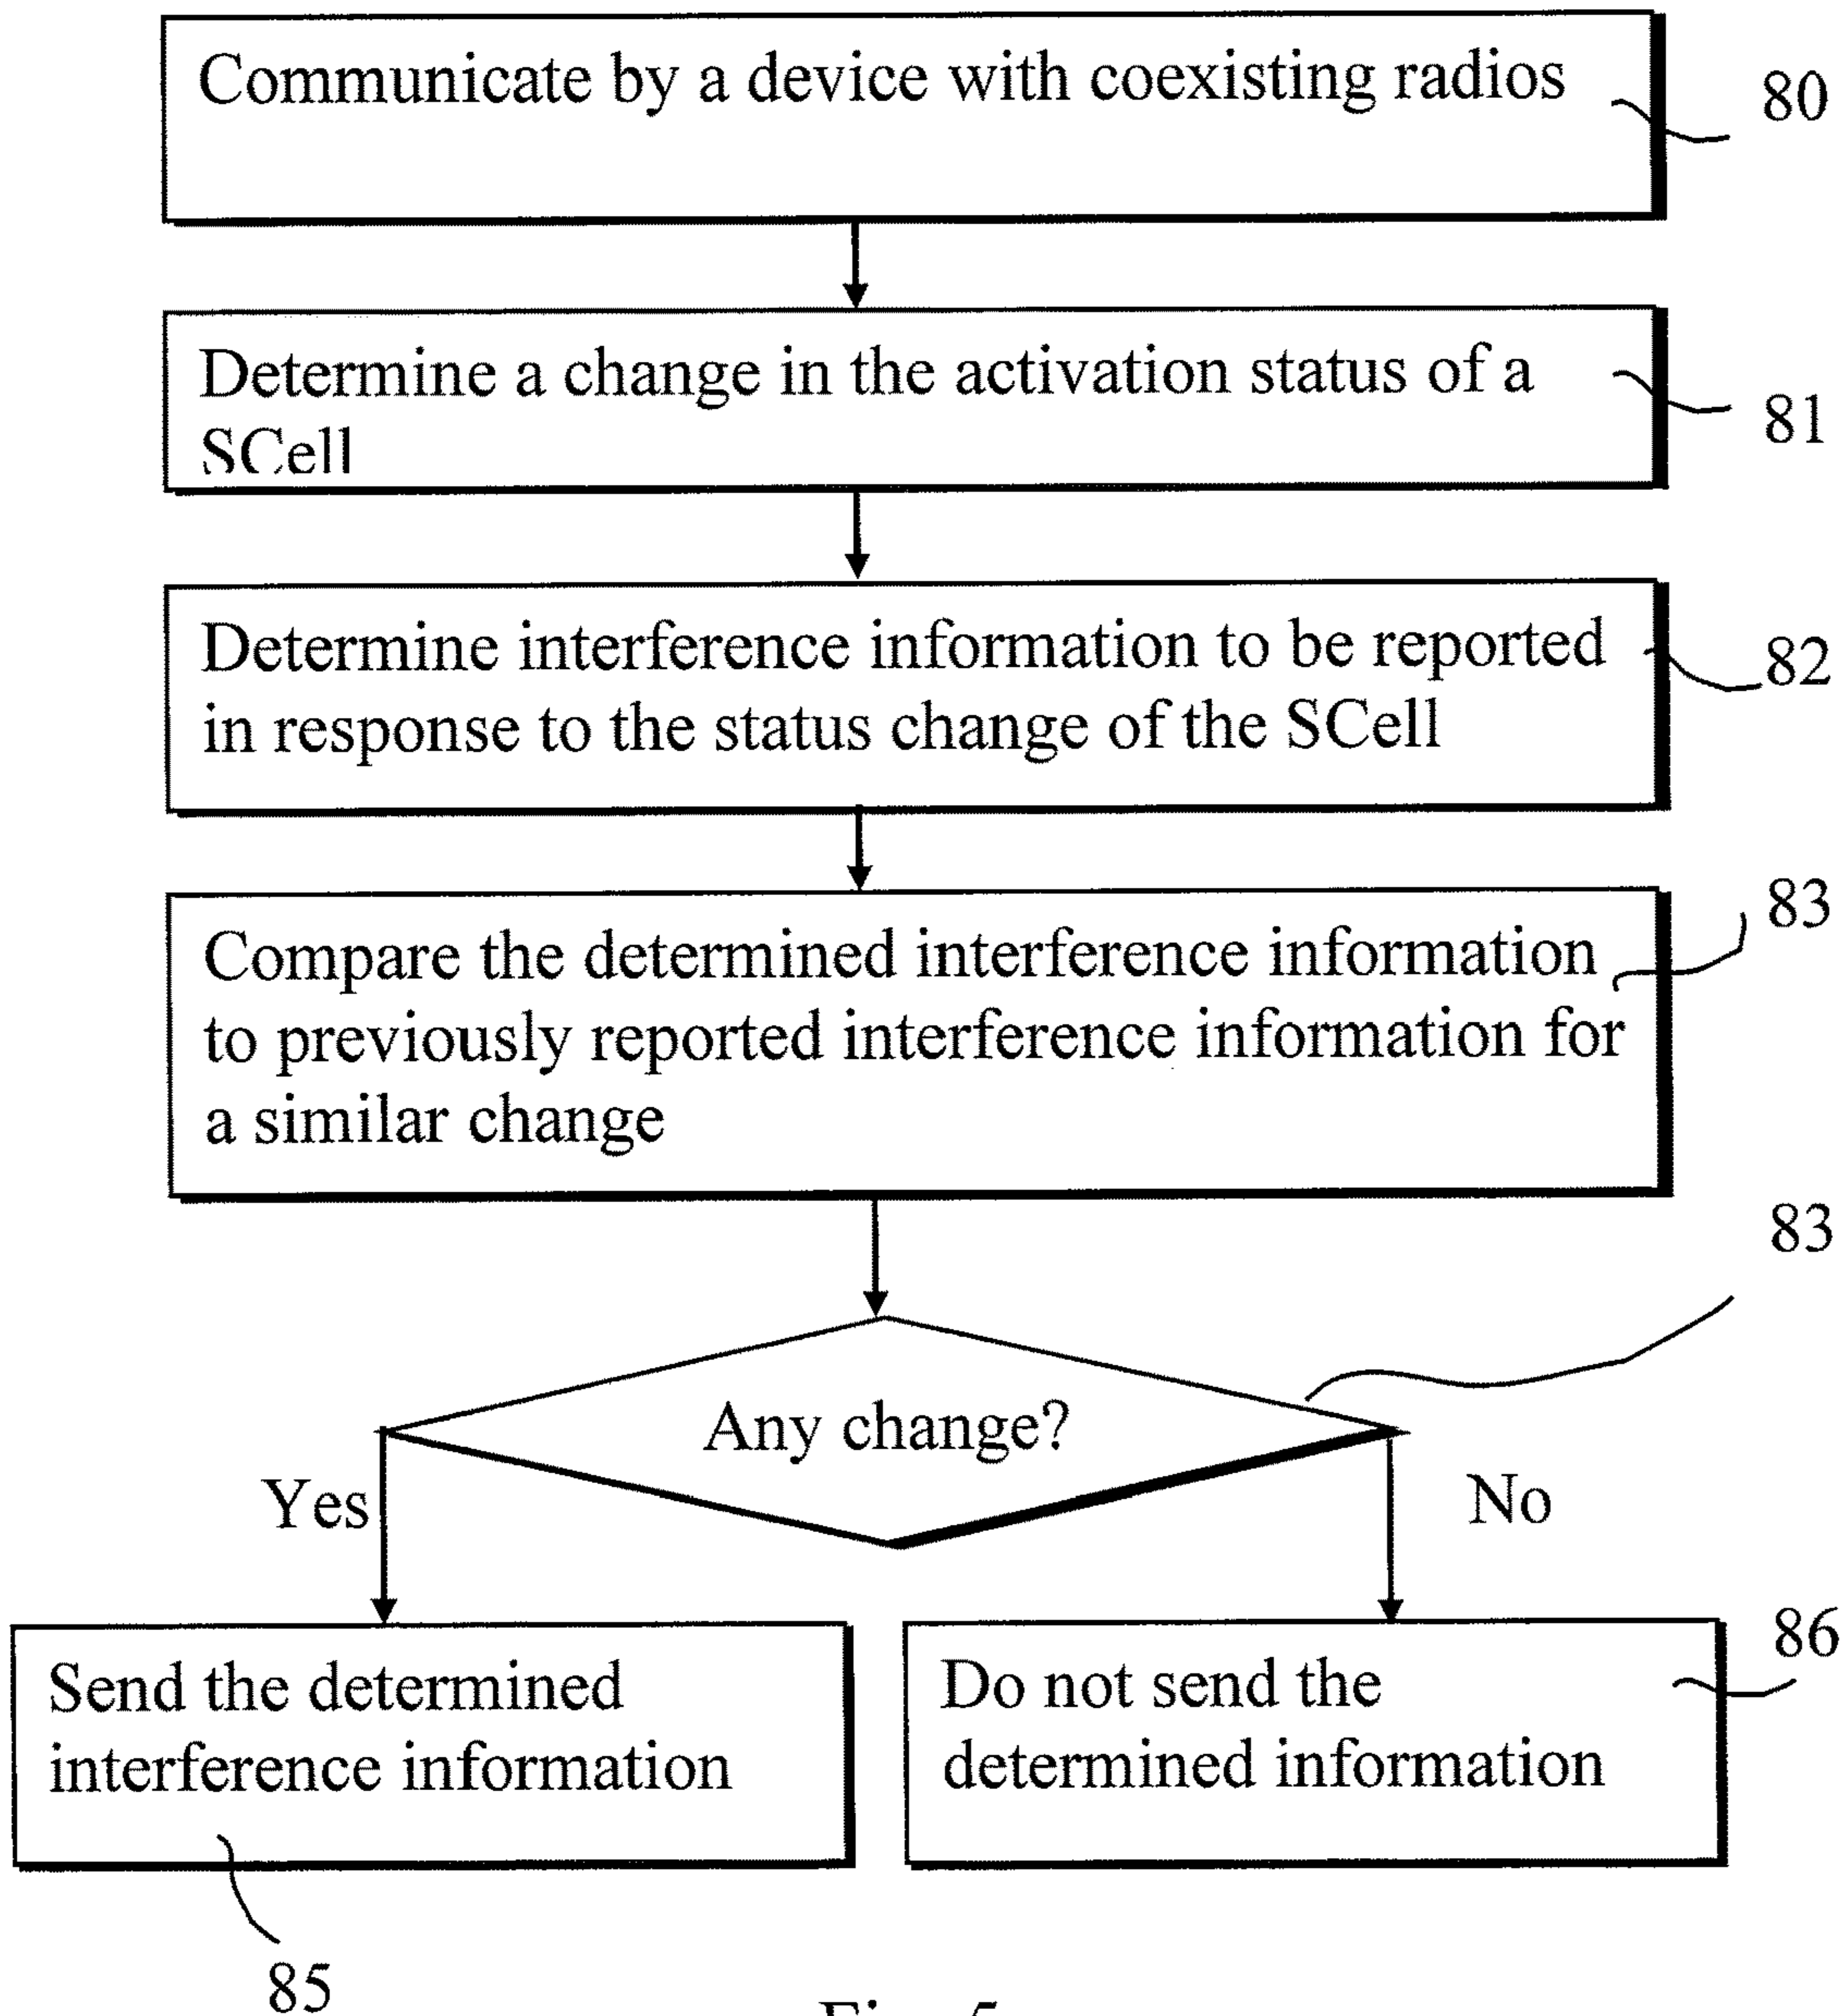 Communicate by a device with coexisting radios
80
Determine a change in the activation status of a
SCell
81
Determine interference information to be reported
in response to the status change of the SCell
82
Compare the determined interference information
to previously reported interference information for
a similar change
83
83
Any change?
Yes
No
Send the determined
interference information
85
Do not send the
determined information
86
Fig. 5